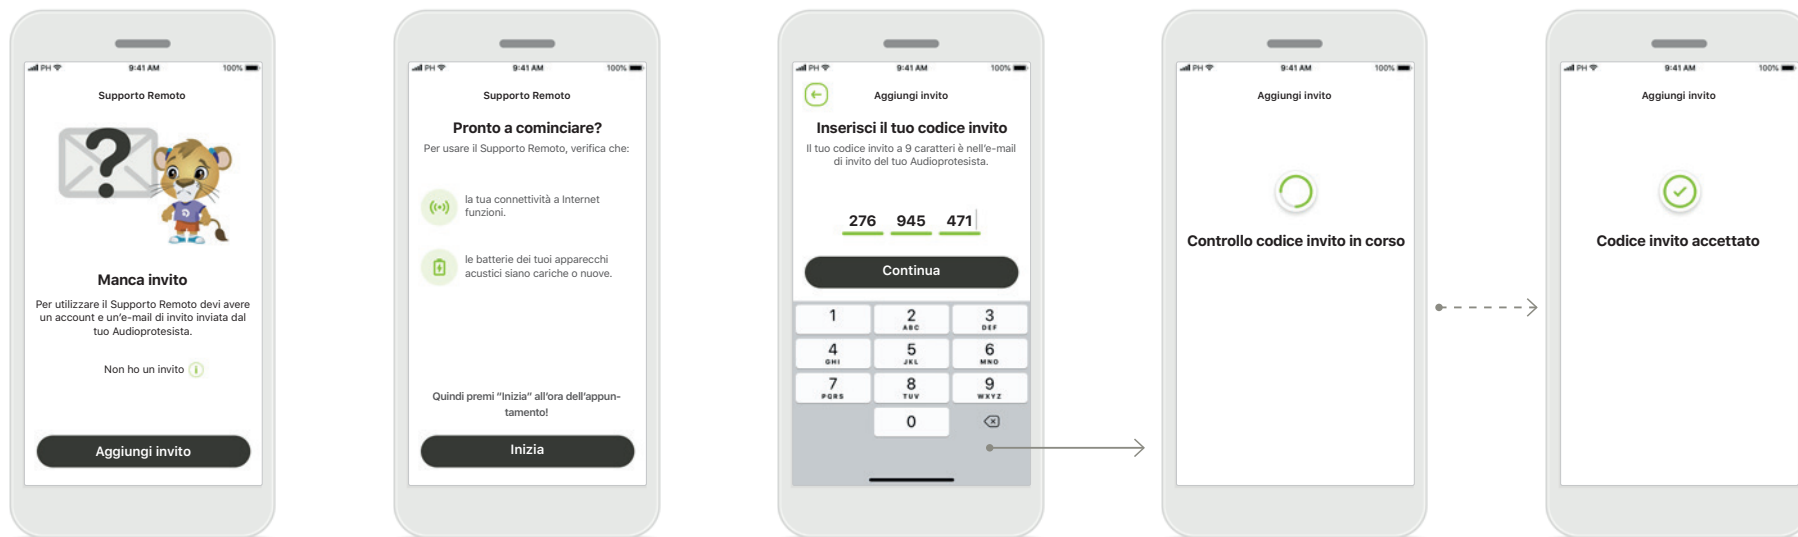 PH
9:41 AM
100%
Supporto Remoto
?
Manca invito
Per utilizzare il Supporto Remoto devi avere
un account e un'e-mail di invito inviata dal
tuo Audioprotesista.
Non ho un invito i
Aggiungi invito
PH
9:41 AM
100%
Supporto Remoto
Pronto a cominciare?
Per usare il Supporto Remoto, verifica che:
la tua connettività a Internet
funzioni.
le batterie dei tuoi apparecchi
acustici siano cariche o nuove.
Quindi premi “Inizia” all'ora dell'appun-
tamento!
Inizia
PH
9:41 AM
100%
Aggiungi invito
Inserisci il tuo codice invito
Il tuo codice invito a 9 caratteri è nell'e-mail
di invito del tuo Audioprotesista.
276 945 471
Continua
1 2 3
ABC DEF
4 5 6
GHI JKL MNO
7 8 9
PQRS TUV WXYZ
0
PH
9:41 AM
100%
Aggiungi invito
Controllo codice invito in corso
PH
9:41 AM
100%
Aggiungi invito
Codice invito accettato